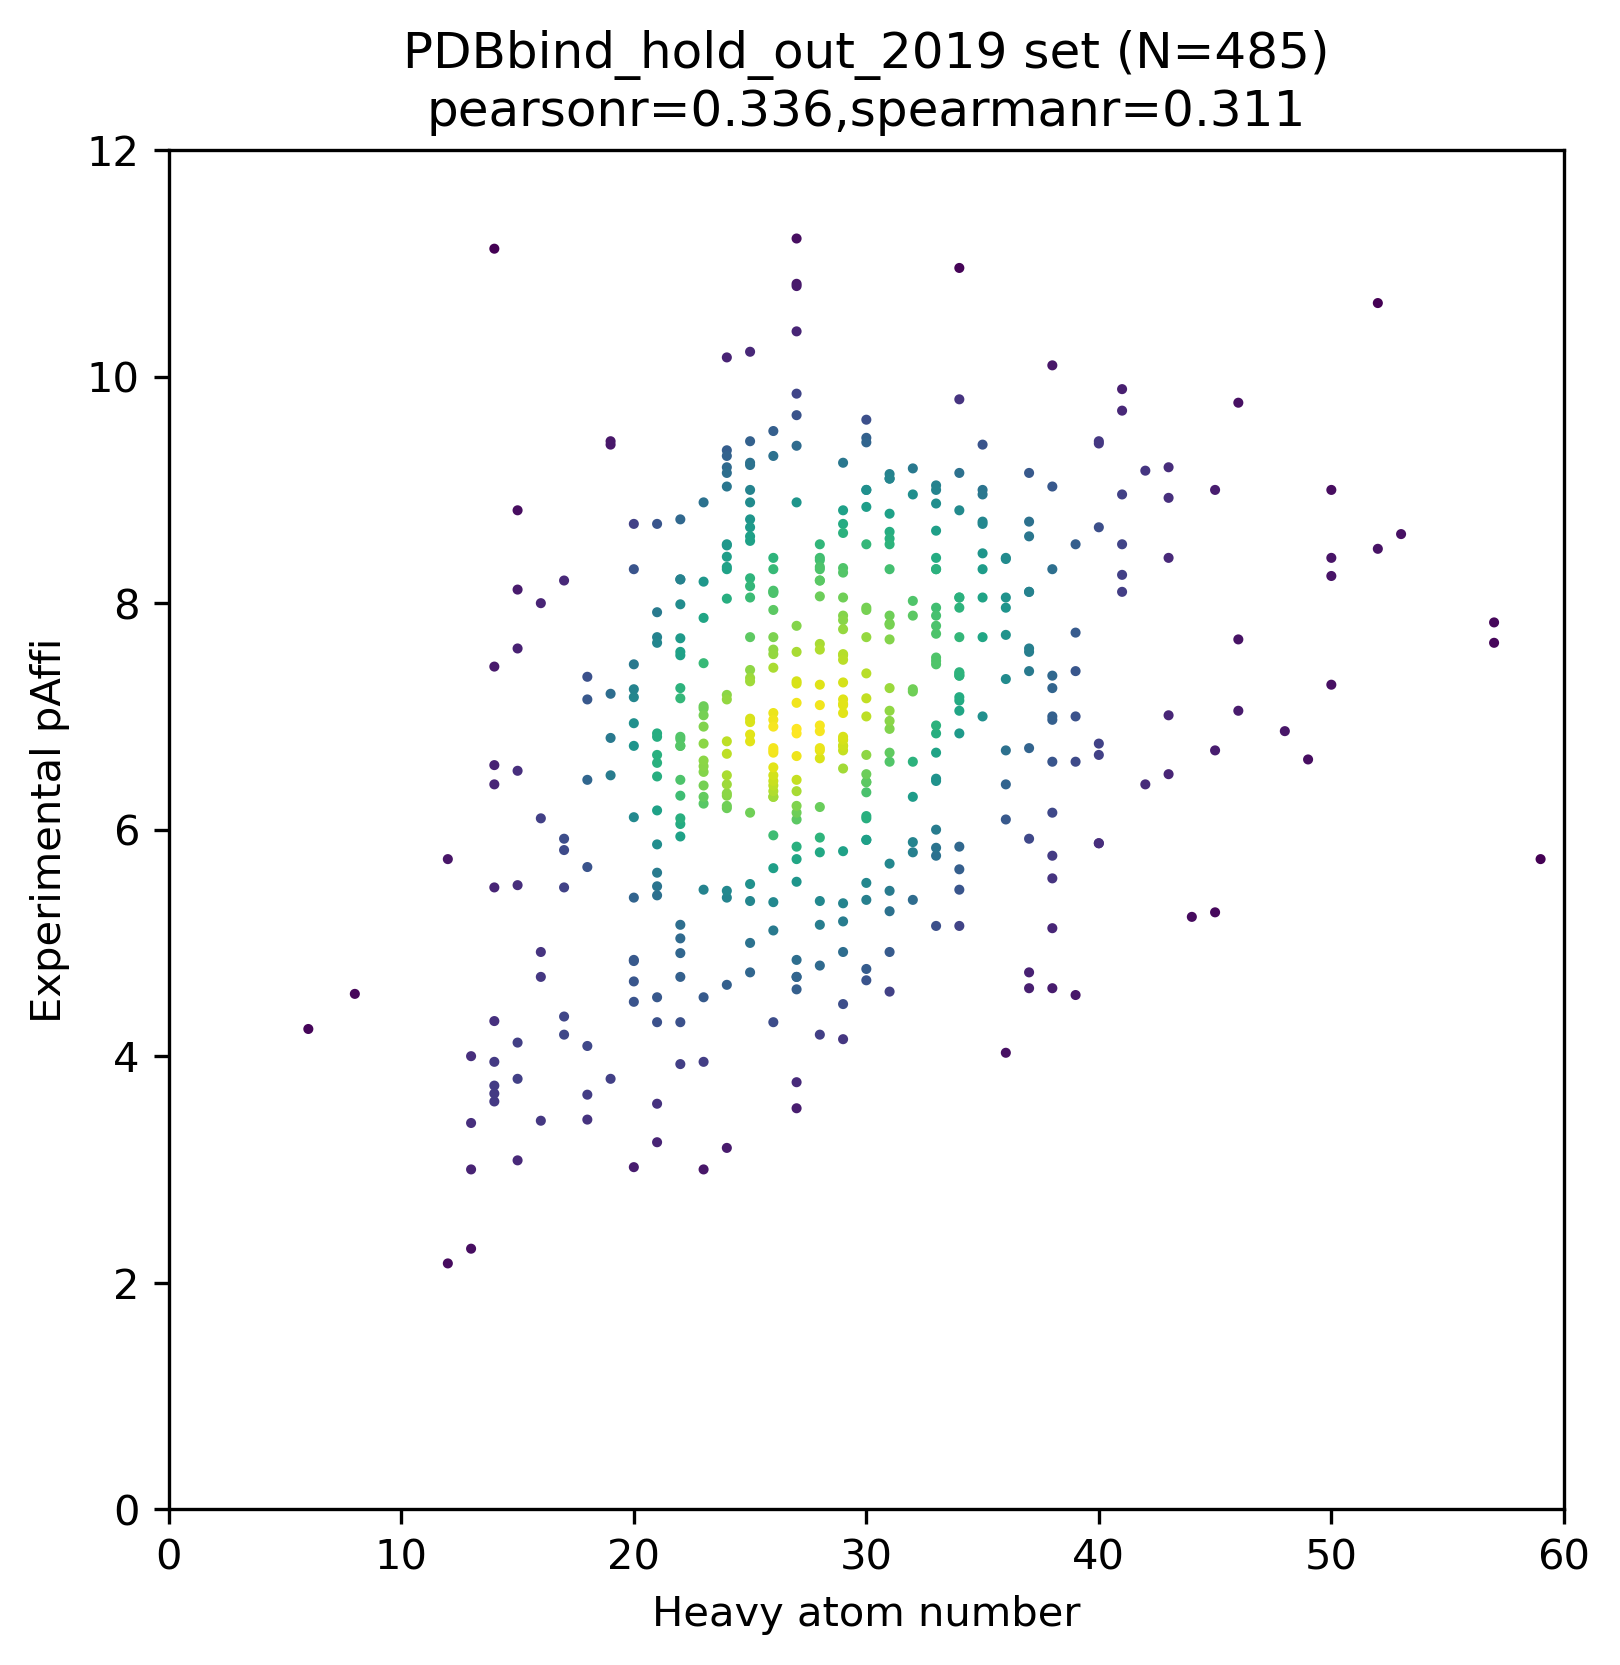 PDBbind_hold_out_2019 set (N=485)
pearsonr=0.336,spearmanr=0.311
12
10
8
6
4
2
0
Experimental pAffi
0 10 20 30 40 50 60
Heavy atom number